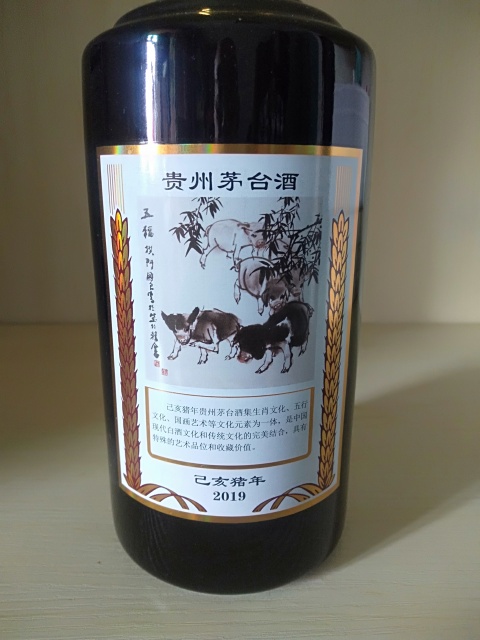 贵州茅台酒
五福
己亥猪年贵州茅台酒集生肖文化、五行
文化、国画艺术等文化元素为一体，是中国
现代白酒文化和传统文化的完美结合，具有
特殊的艺术品位和收藏价值。
己亥猪年
2019